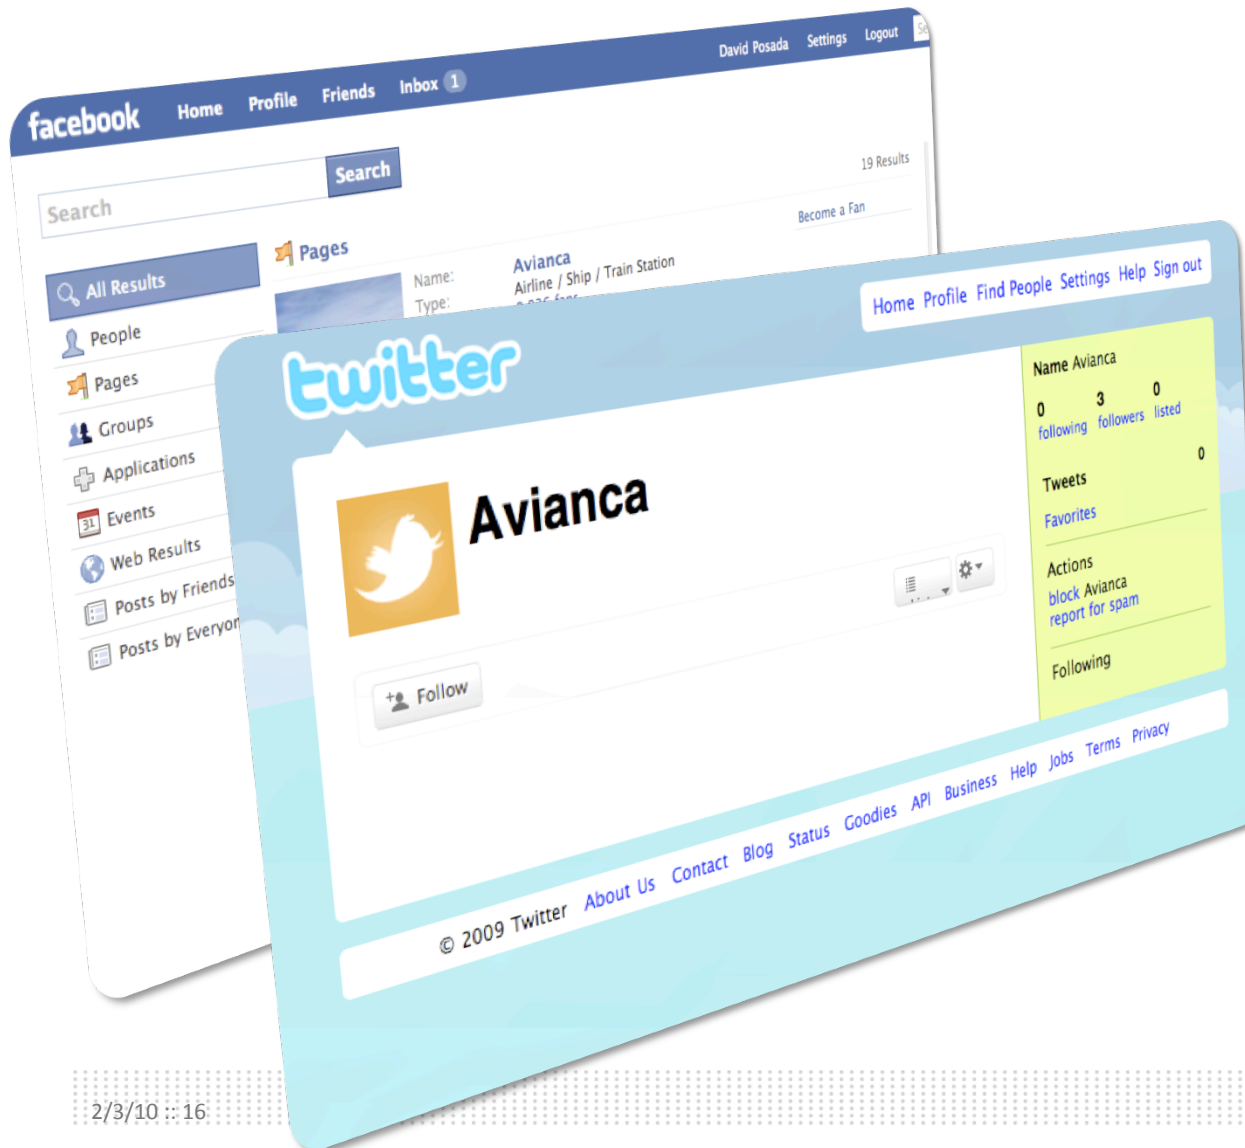 facebook Home Profile Friends Inbox 1 David Posada Settings Logout
Search Search
19 Results
All Results
People
Pages
Groups
Applications
31 Events
Web Results
Posts by Friends
Posts by
Pages
Name: Avianca
Type: Airline / Ship / Train Station
fans
Become a Fan
twitter
Home Profile Find People Settings Help Sign out
Avianca
Follow
Name Avianca
0 3 0
following followers listed
Tweets 0
Favorites
Actions
block Avianca
report for spam
Following
© 2009 Twitter About Us Contact Blog Status Goodies API Business Help Jobs Terms Privacy
2/3/10 :: 16